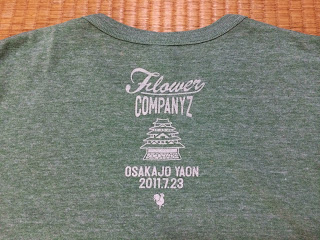 Flower
COMPANYZ
OSAKAJO YAON
2011.7.23